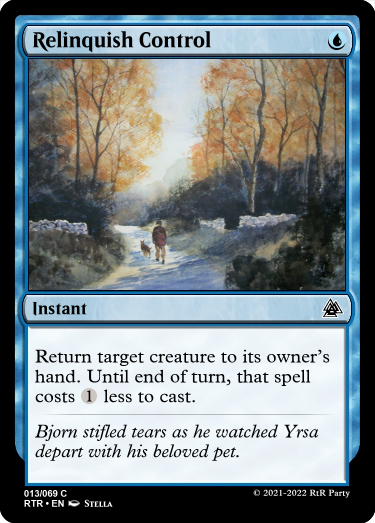 Relinquish Control
Instant
Return target creature to its owner's
hand. Until end of turn, that spell
costs 1 less to cast.
Bjorn stifled tears as he watched Yrsa
depart with his beloved pet.
013/069 C © 2021-2022 RtR Party
RTR • EN Stella